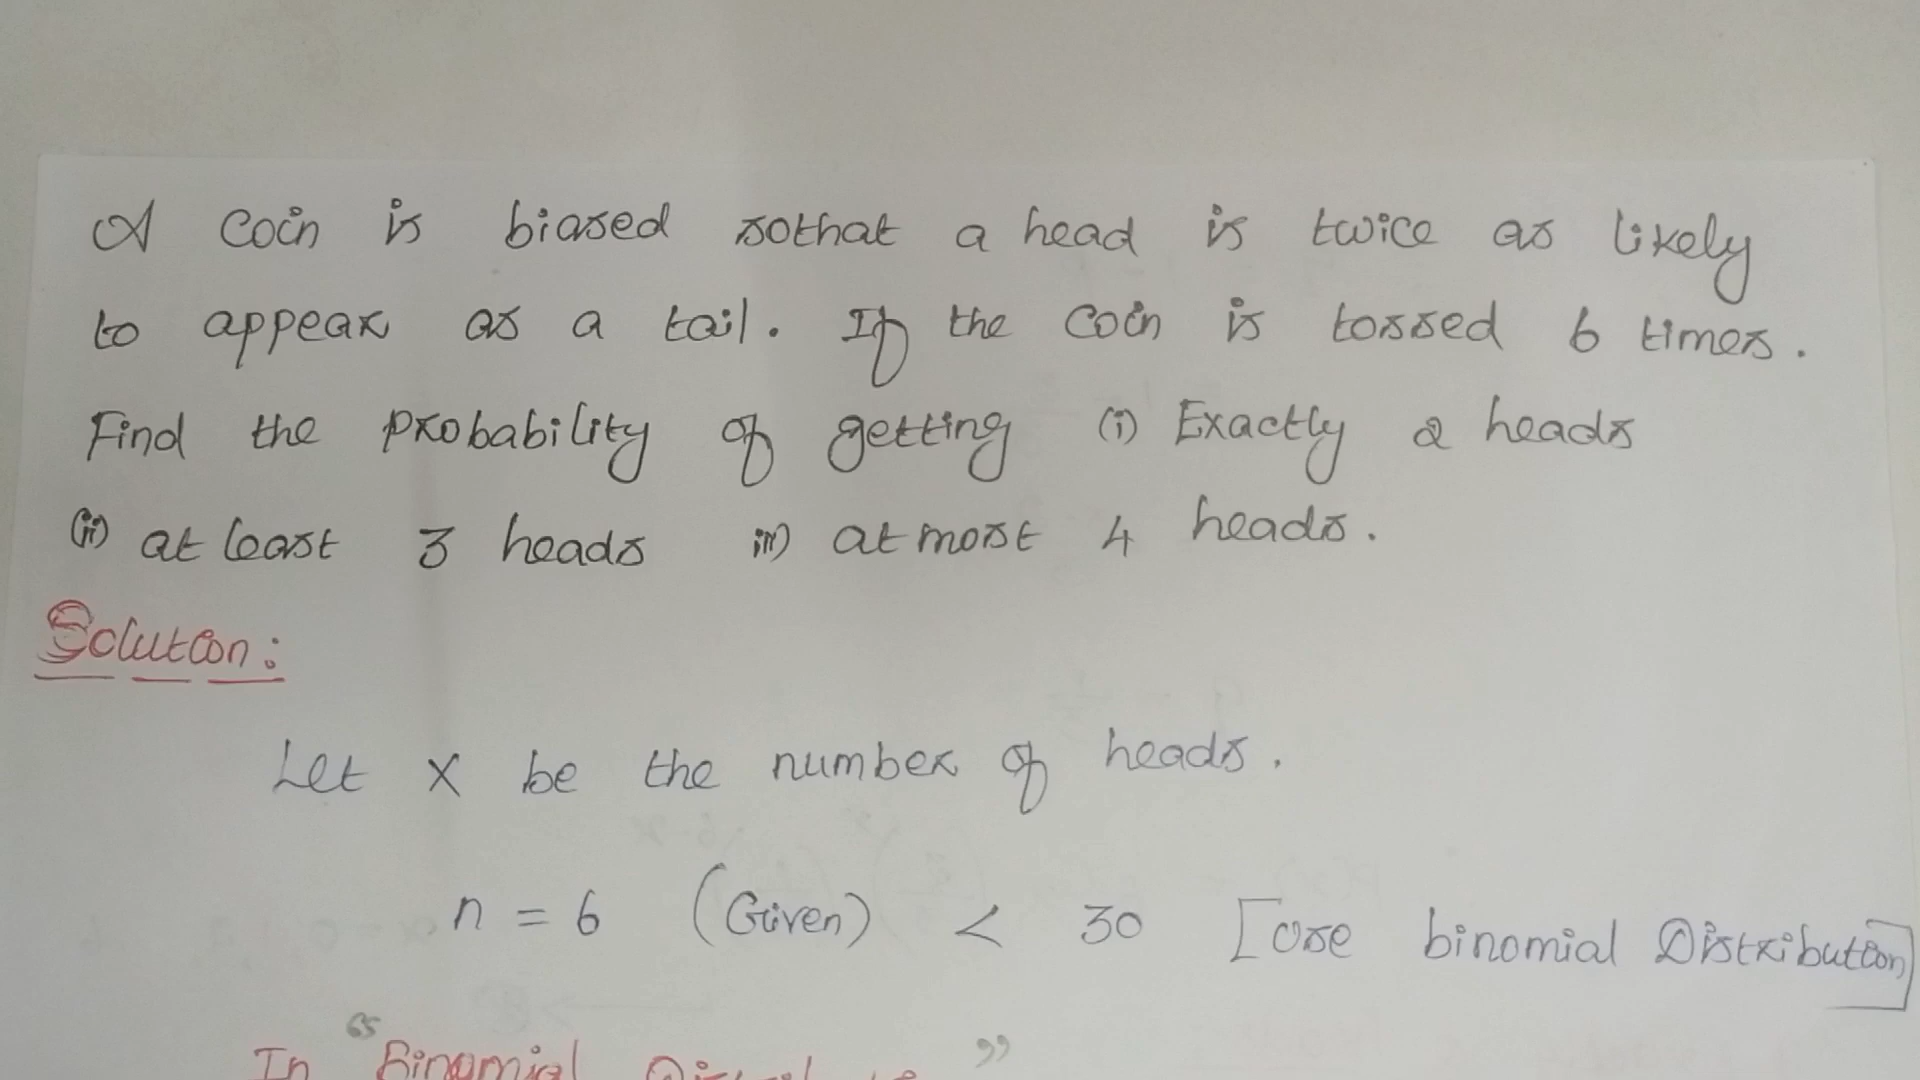 A coin is biased sothat a head is twice as likely
to appear as a tail. If the coin is tossed 6 times.
Find the probability of getting (i) Exactly 2 heads
(ii) at least 3 heads iii) at most 4 heads.
Solution:
Let X be the number of heads.
n = 6 (Given) < 30 [Use binomial Distribution]
In "Binomial